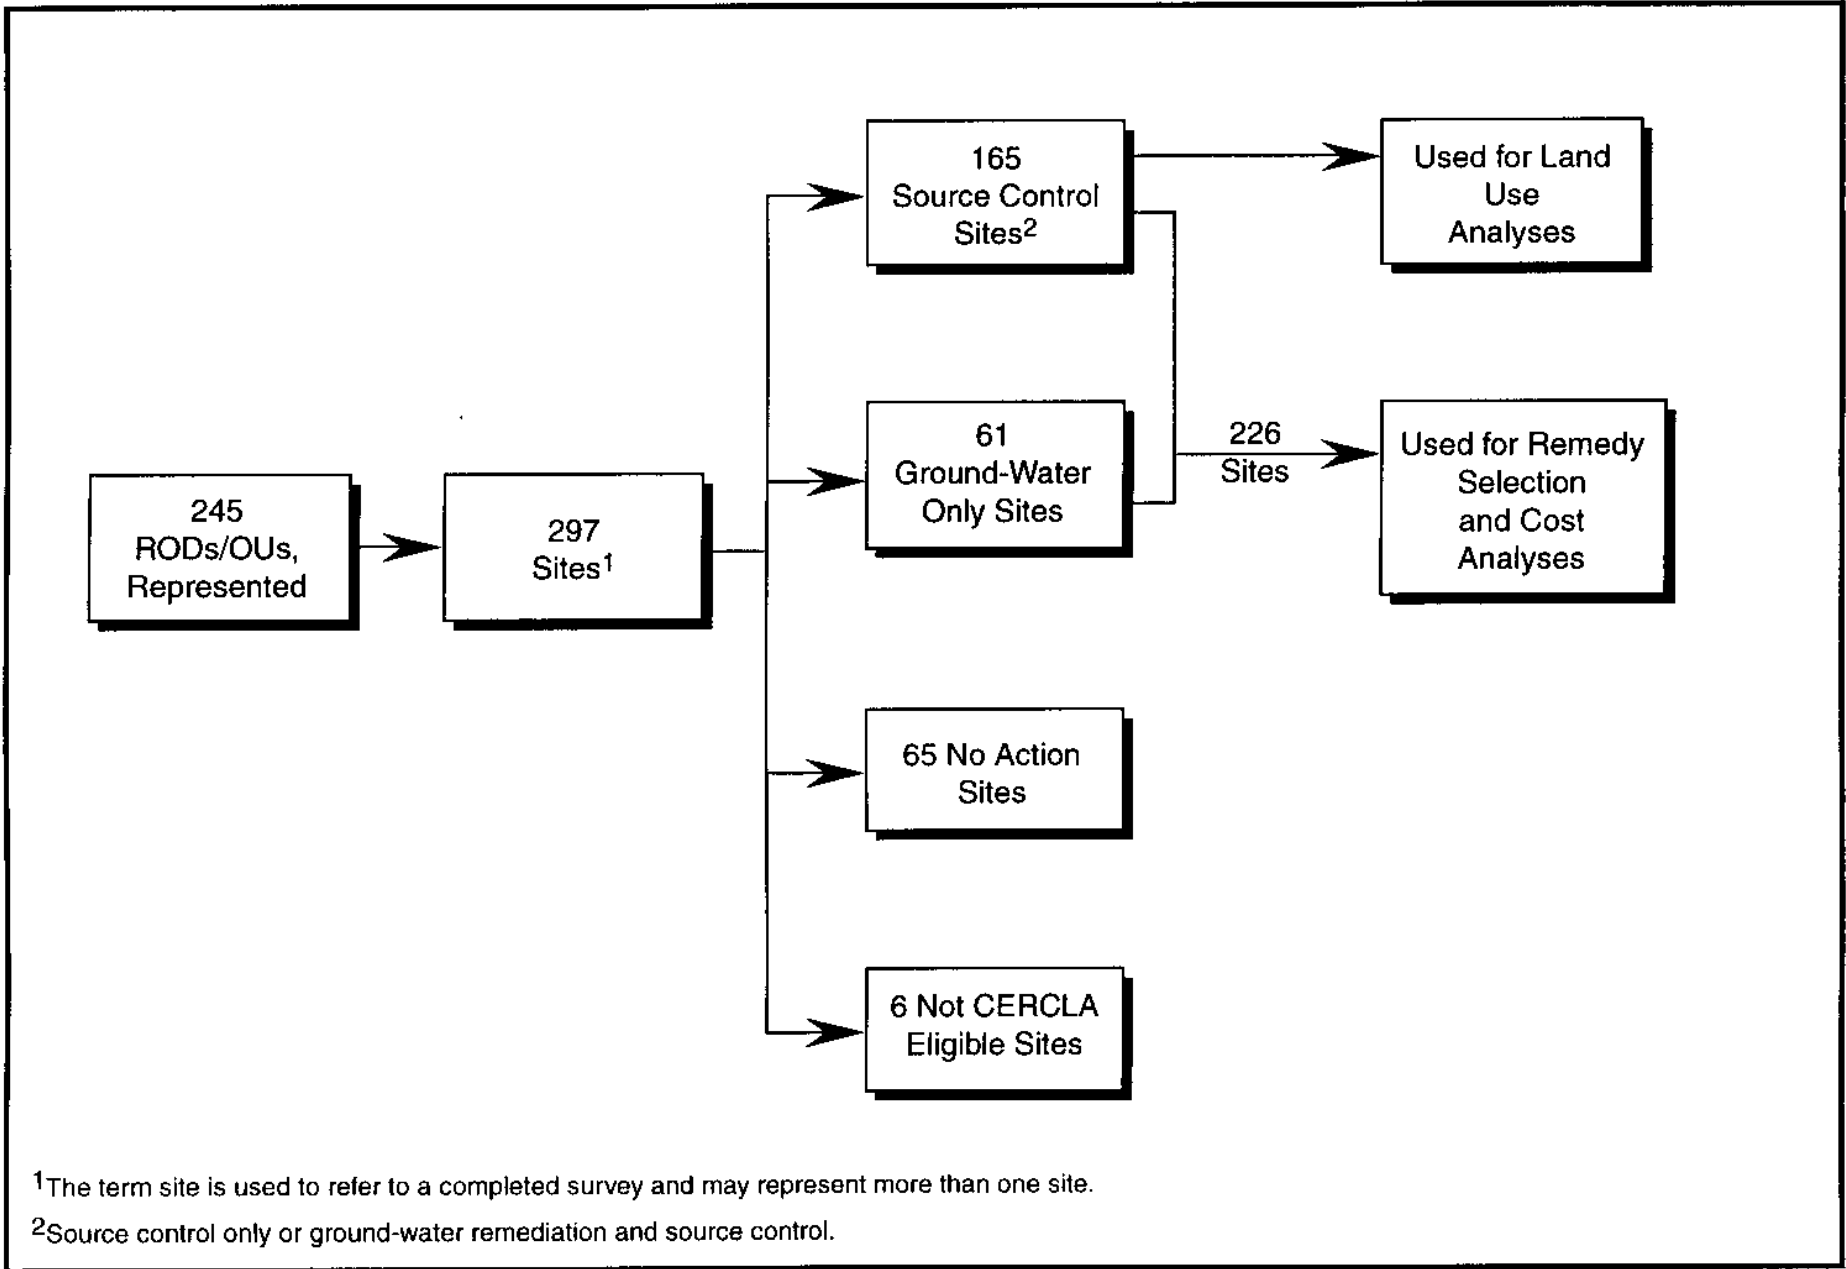 245
RODs/OUs,
Represented
297
Sites¹
165
Source Control
Sites²
61
Ground-Water
Only Sites
65 No Action
Sites
6 Not CERCLA
Eligible Sites
Used for Land
Use
Analyses
226
Sites
Used for Remedy
Selection
and Cost
Analyses
¹The term site is used to refer to a completed survey and may represent more than one site.
²Source control only or ground-water remediation and source control.